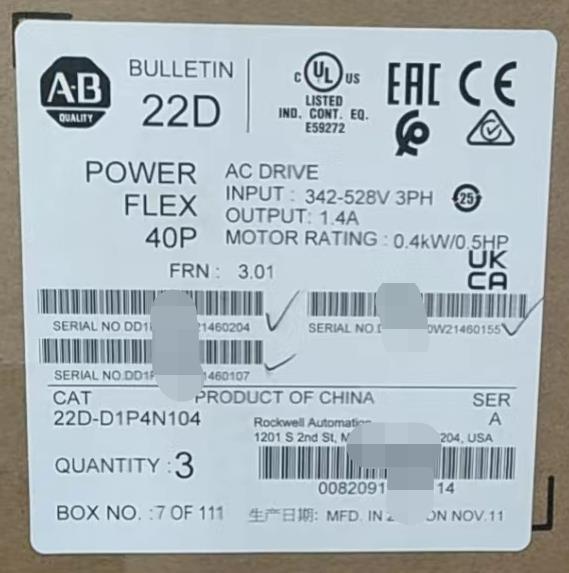 A-B
QUALITY
BULLETIN
22D
C UL US
LISTED
IND. CONT. EQ.
E59272
EAC CE
25
POWER
FLEX
40P
AC DRIVE
INPUT : 342-528V 3PH
OUTPUT: 1.4A
MOTOR RATING : 0.4kW/0.5HP
UK
CA
FRN : 3.01
SERIAL NO.DD1 21460204
SERIAL NO. 0W21460155
SERIAL NO.DD1 1460107
CAT
22D-D1P4N104
PRODUCT OF CHINA
SER
A
Rockwell Automation
1201 S 2nd St, 204, USA
QUANTITY : 3
0082091 14
BOX NO. :7 OF 111
生产日期: MFD. IN ON NOV.11